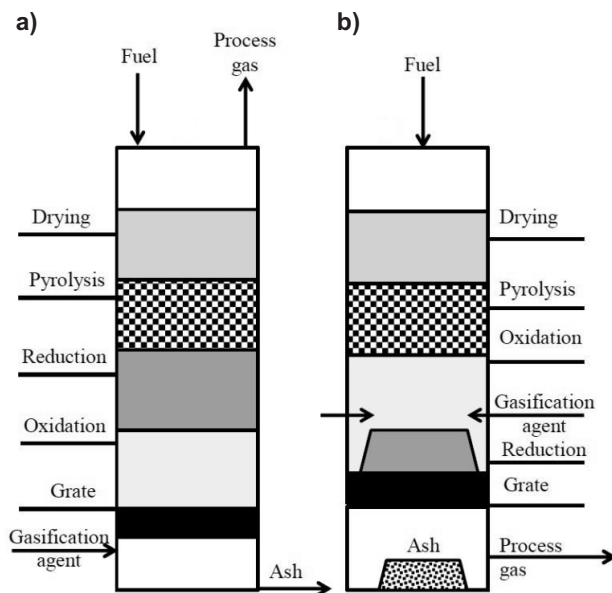 a)
Fuel
Process
gas
Drying
Pyrolysis
Reduction
Oxidation
Grate
Gasification
agent
Ash
b)
Fuel
Drying
Pyrolysis
Oxidation
Gasification
agent
Reduction
Grate
Ash
Process
gas